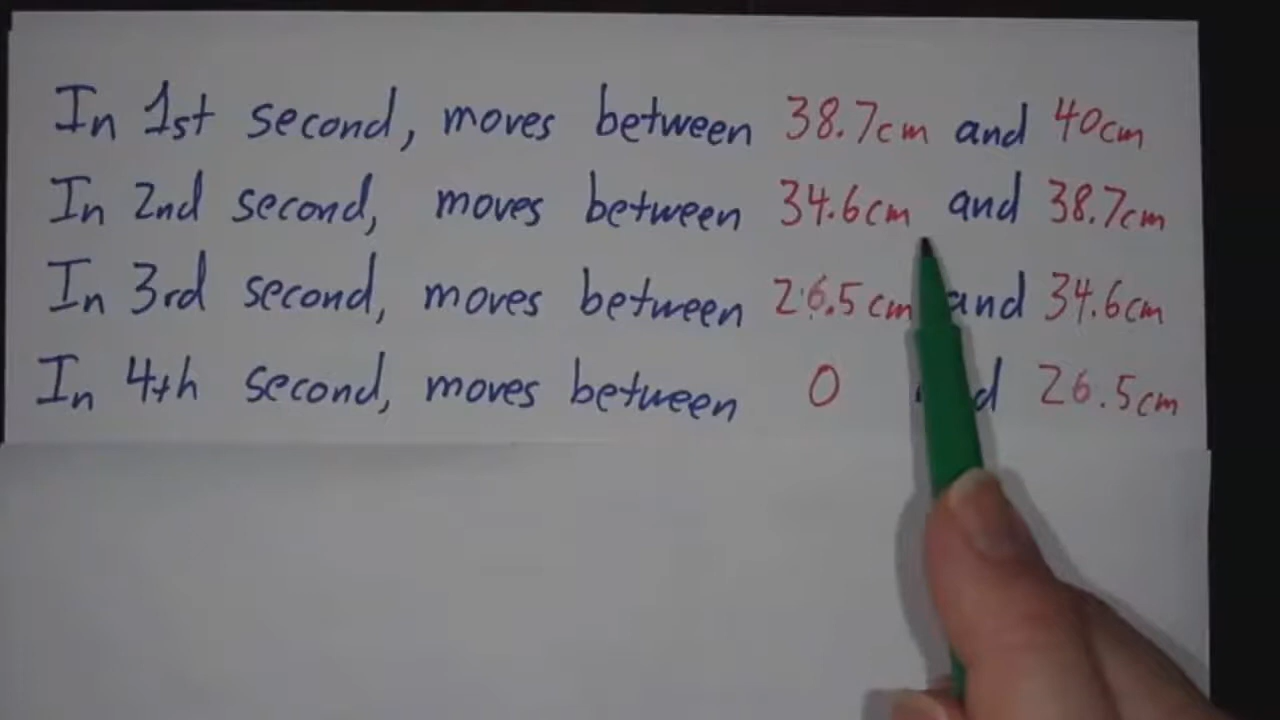 In 1st second, moves between 38.7cm and 40cm
In 2nd second, moves between 34.6cm and 38.7cm
In 3rd second, moves between 26.5cm and 34.6cm
In 4th second, moves between 0 and 26.5cm